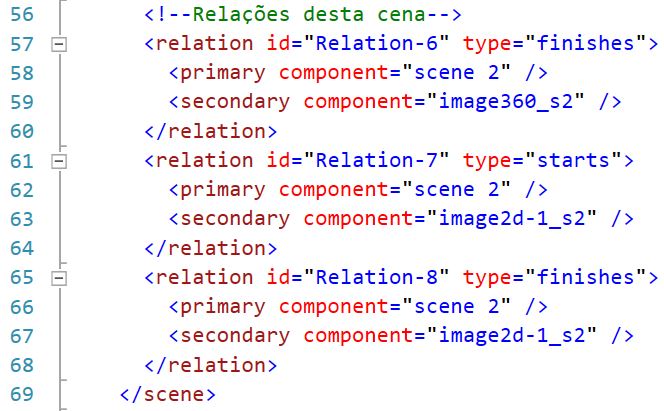 56 <!--Relações desta cena-->
57 <relation id="Relation-6" type="finishes">
58 <primary component="scene 2" />
59 <secondary component="image360_s2" />
60 </relation>
61 <relation id="Relation-7" type="starts">
62 <primary component="scene 2" />
63 <secondary component="image2d-1_s2" />
64 </relation>
65 <relation id="Relation-8" type="finishes">
66 <primary component="scene 2" />
67 <secondary component="image2d-1_s2" />
68 </relation>
69 </scene>